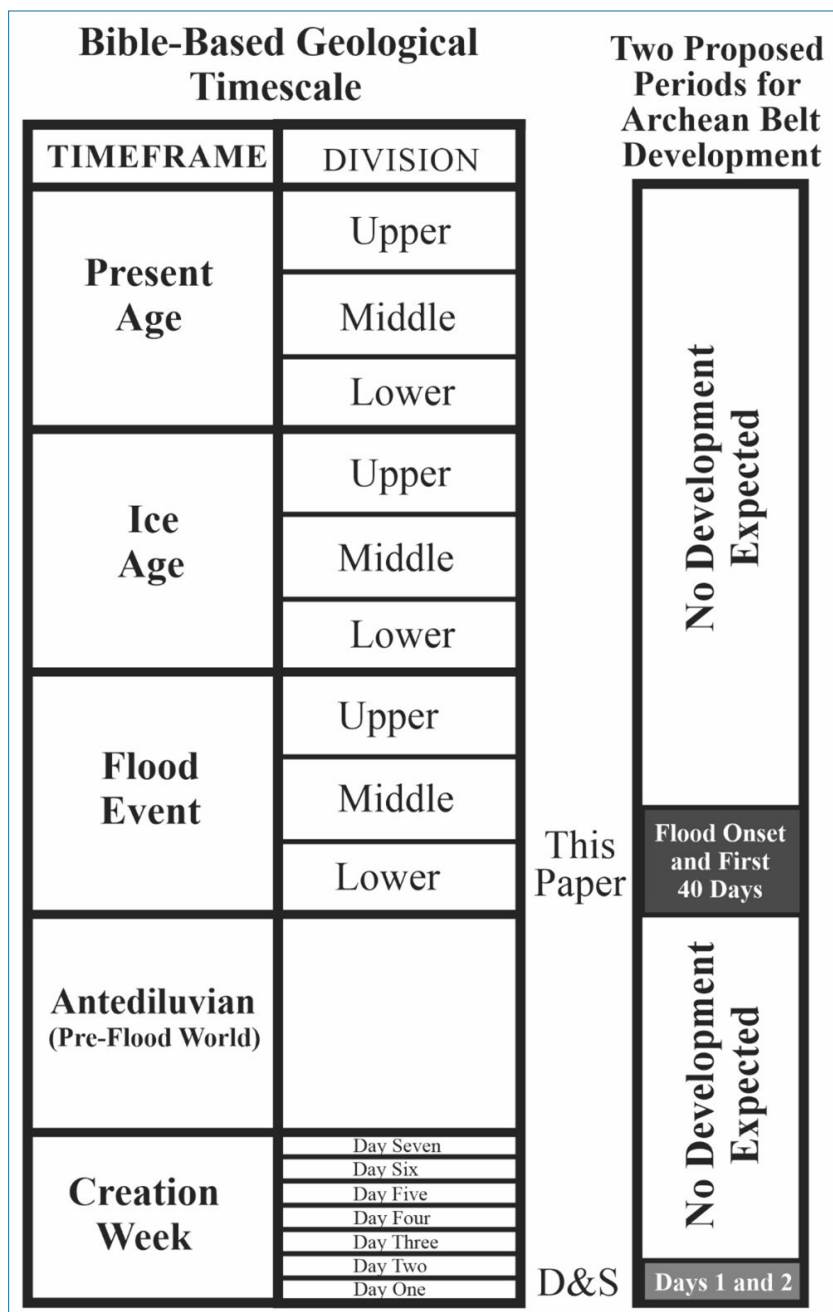 Bible-Based Geological
Timescale
TIMEFRAME
DIVISION
Present
Age
Upper
Middle
Lower
Ice
Age
Upper
Middle
Lower
Flood
Event
Upper
Middle
Lower
Antediluvian
(Pre-Flood World)
Creation
Week
Day Seven
Day Six
Day Five
Day Four
Day Three
Day Two
Day One
Two Proposed
Periods for
Archean Belt
Development
No Development
Expected
This
Paper
Flood Onset
and First
40 Days
No Development
Expected
D&S
Days 1 and 2